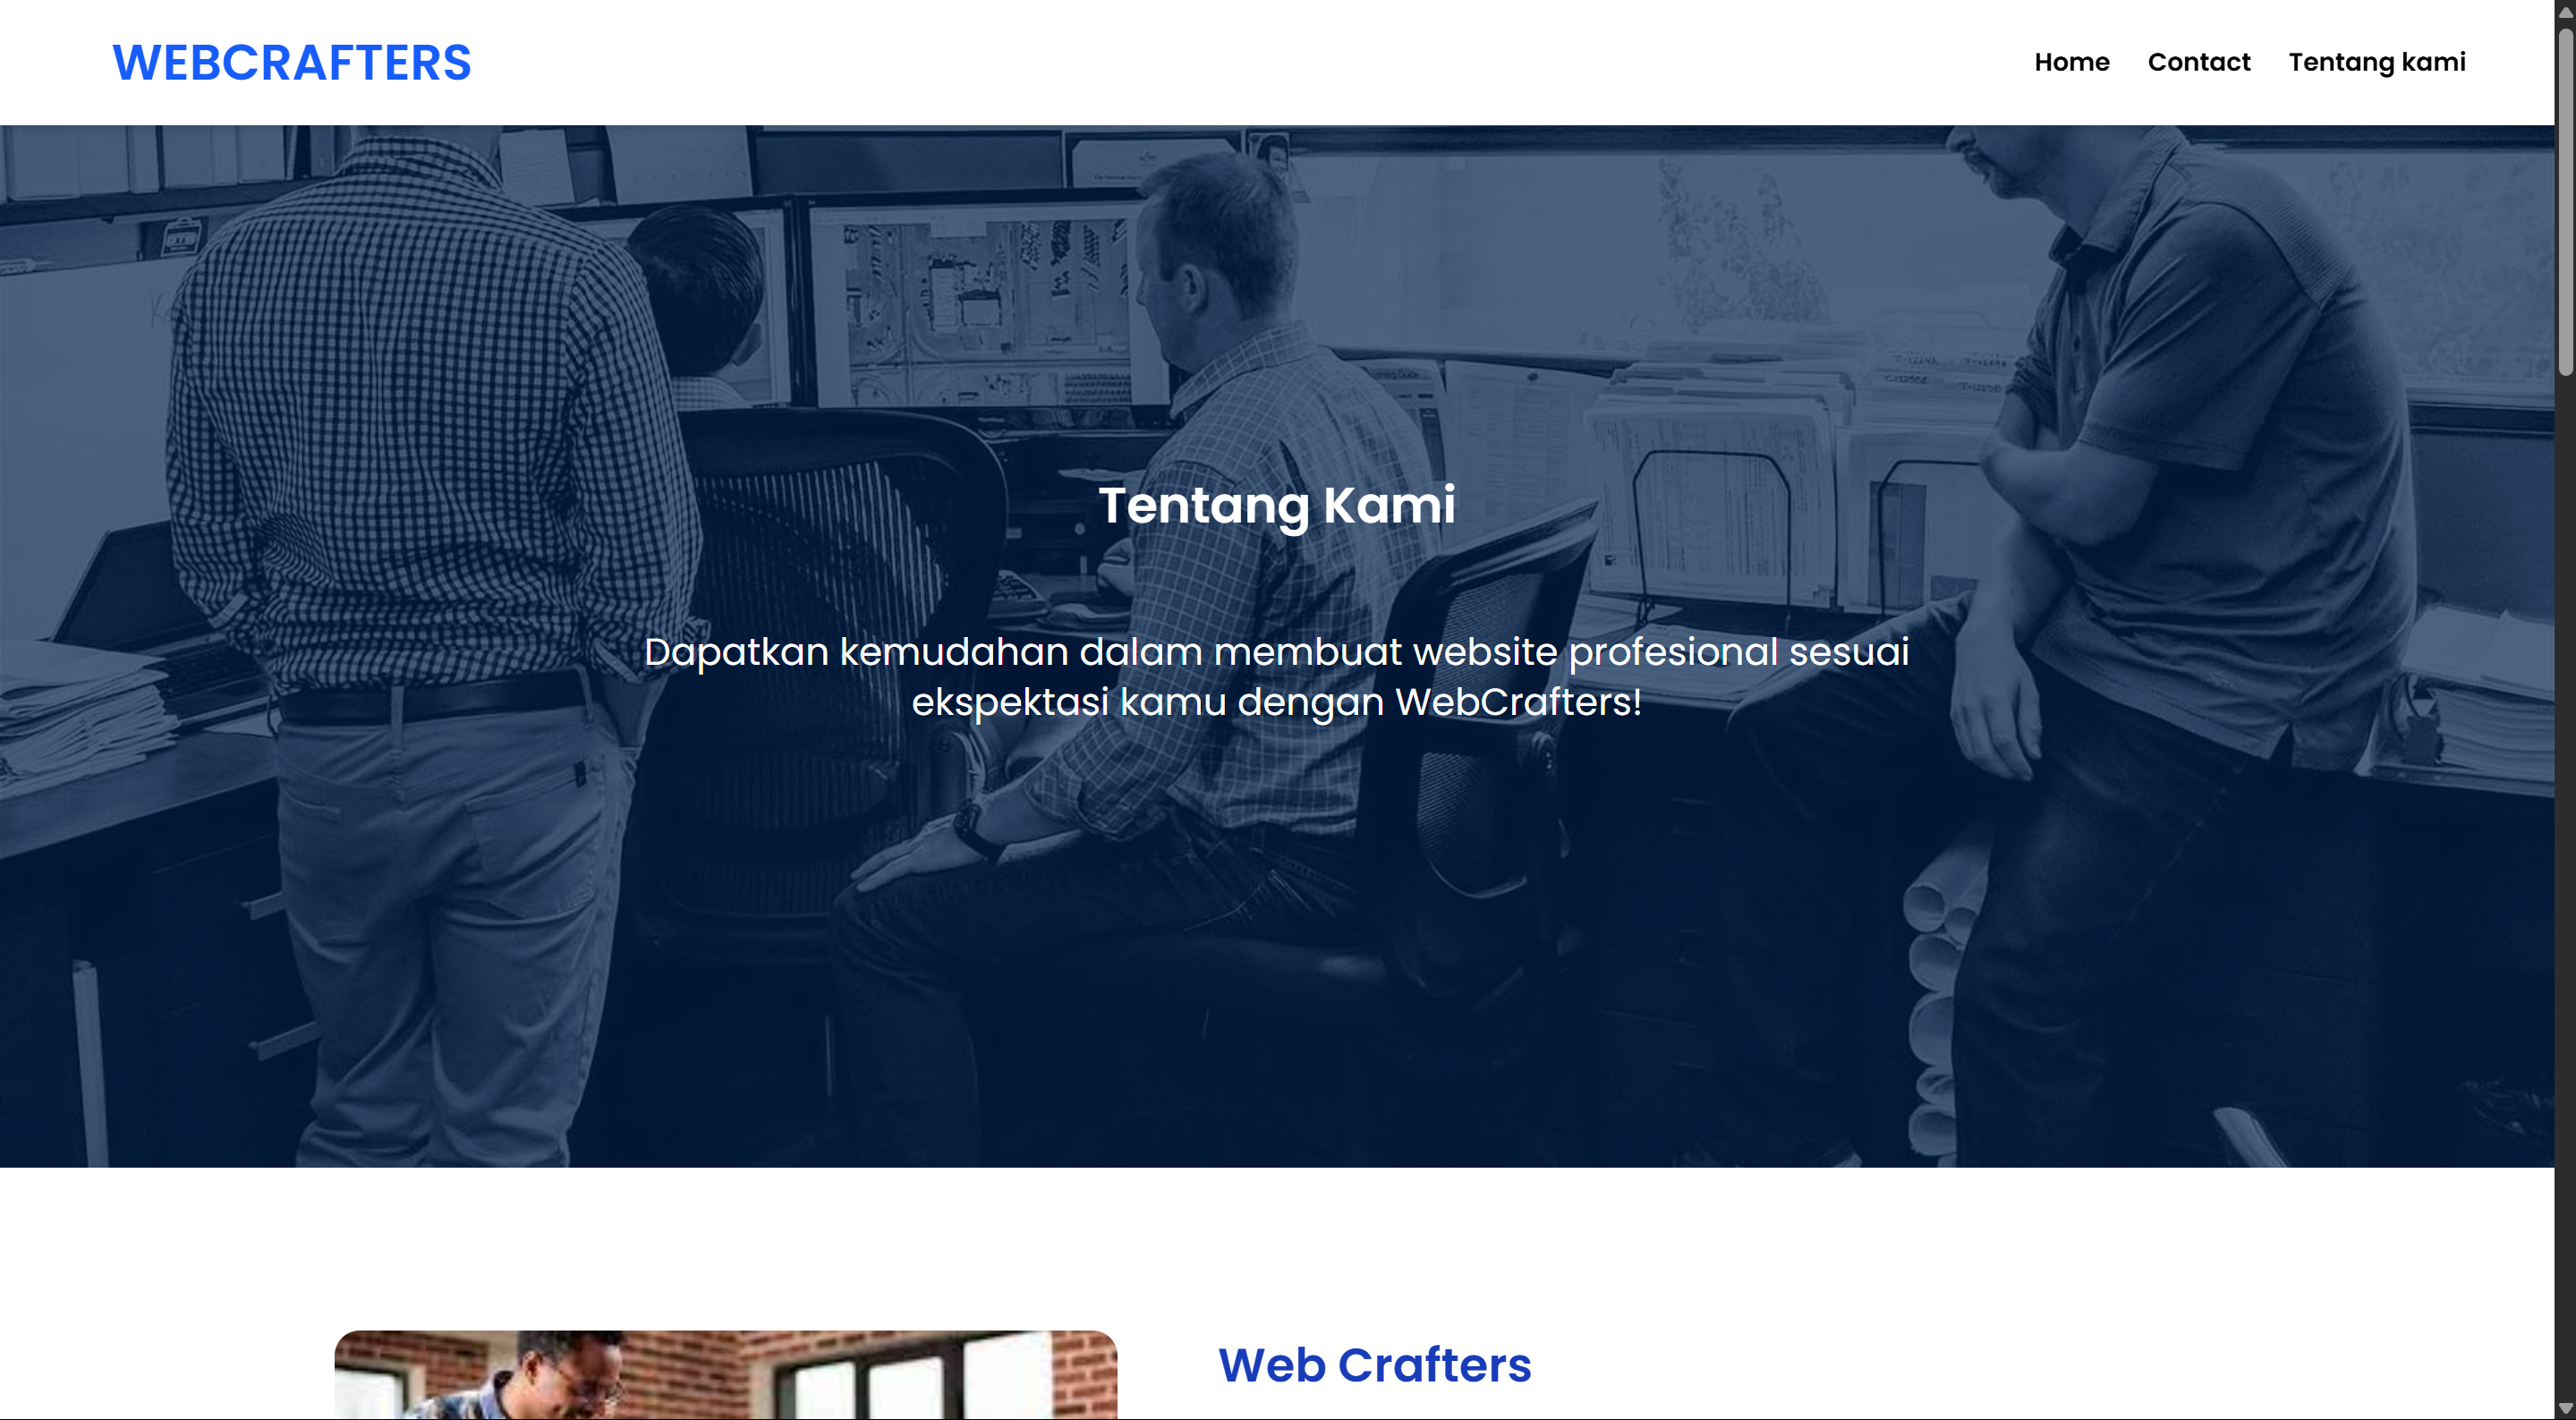 WEBCRAFTERS
Home Contact Tentang kami
Tentang Kami
Dapatkan kemudahan dalam membuat website profesional sesuai
ekspektasi kamu dengan WebCrafters!
Web Crafters